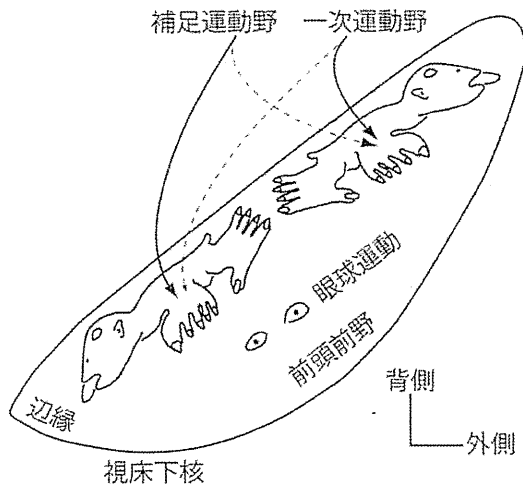 補足運動野
一次運動野
眼球運動
前頭前野
辺縁
背側
外側
視床下核